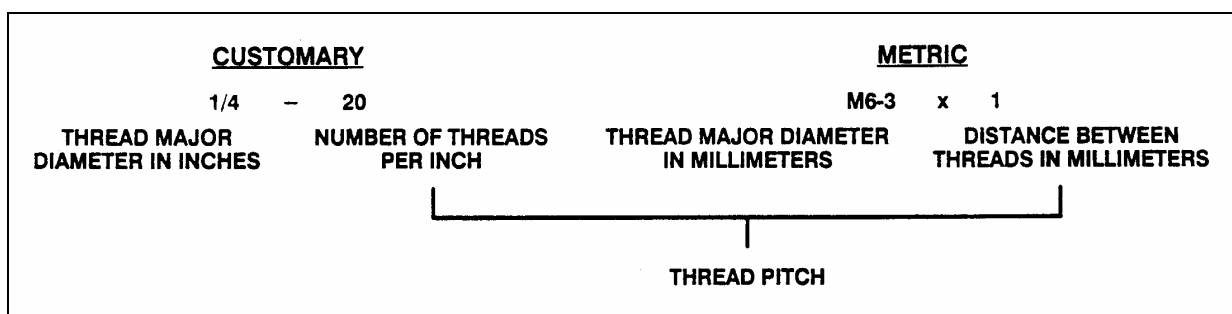 CUSTOMARY
1/4 – 20
THREAD MAJOR
DIAMETER IN INCHES
NUMBER OF THREADS
PER INCH
METRIC
M6-3 x 1
THREAD MAJOR DIAMETER
IN MILLIMETERS
DISTANCE BETWEEN
THREADS IN MILLIMETERS
THREAD PITCH